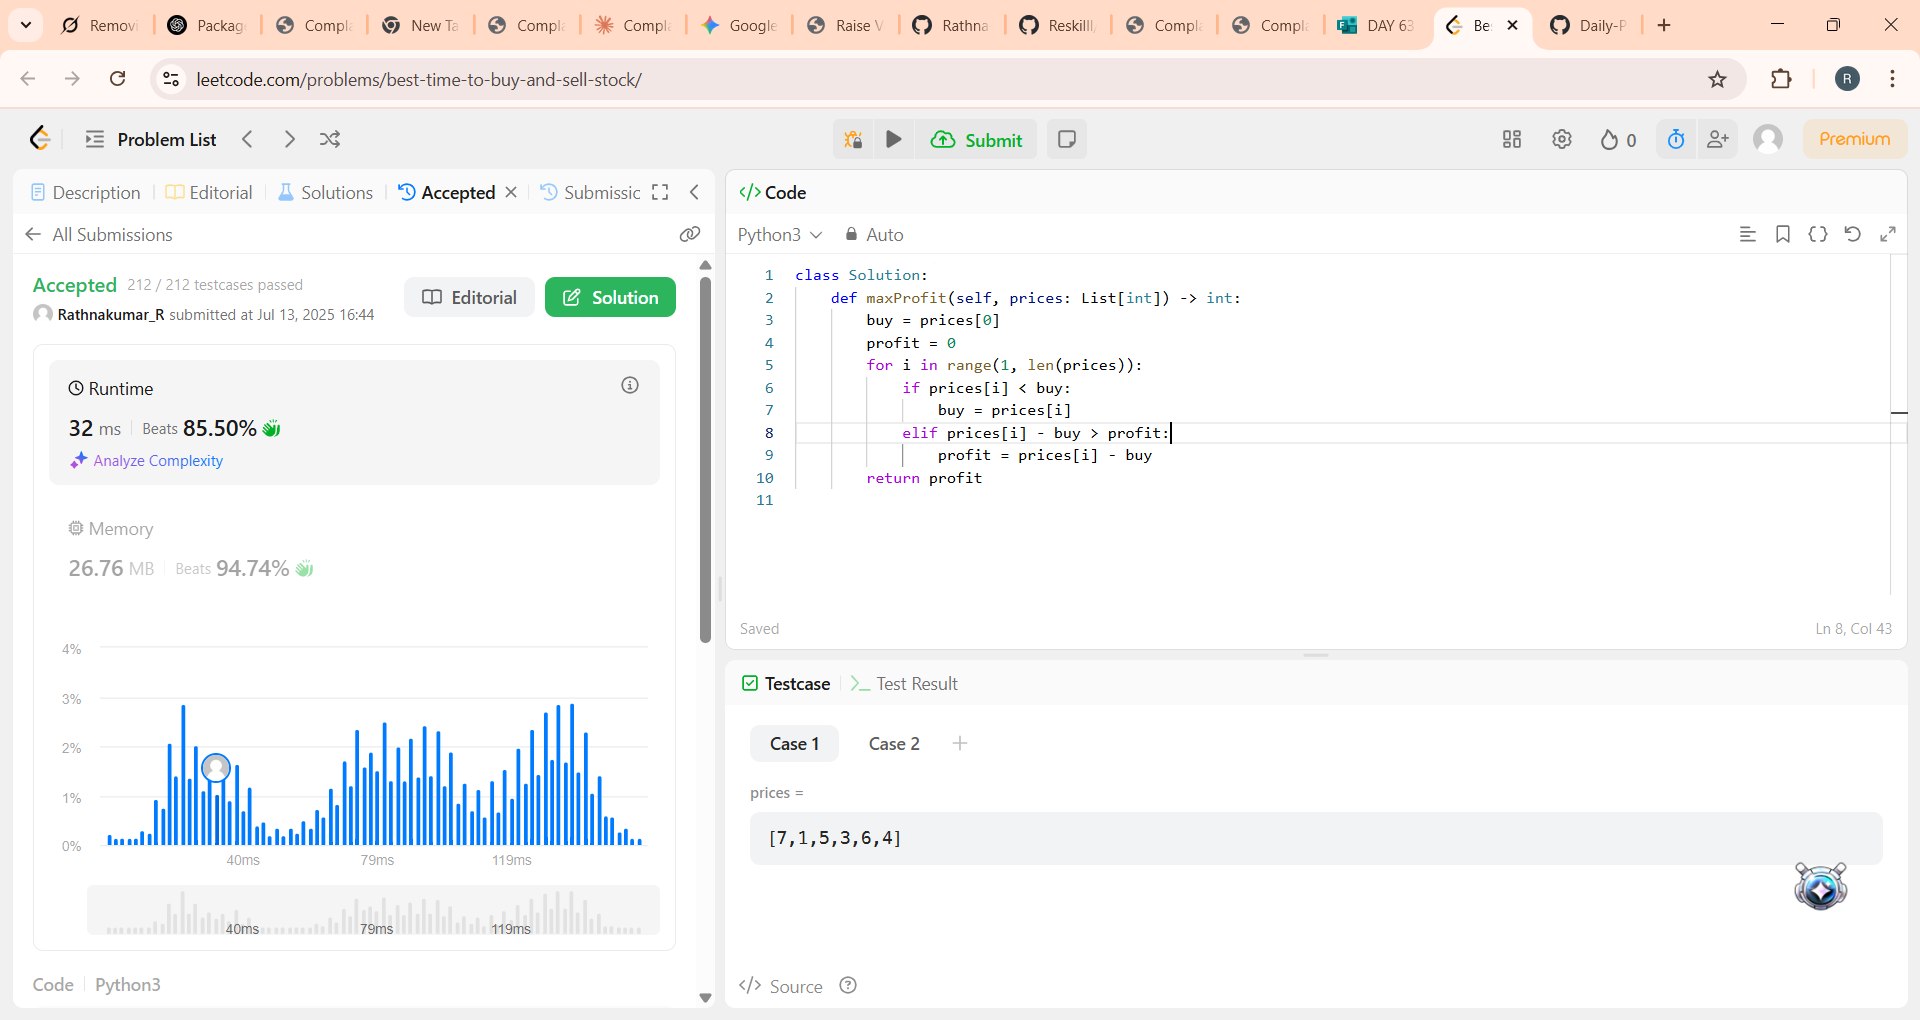 Removi
Packag
Compla
New Ta
Compla
Compla
Google
Raise V
Rathna
Reskill/
Compla
Compla
DAY 63
Be
Daily-P
leetcode.com/problems/best-time-to-buy-and-sell-stock/
R
Problem List
Submit
0
Premium
Description
Editorial
Solutions
Accepted
Submissic
All Submissions
Accepted 212 / 212 testcases passed
Rathnakumar_R submitted at Jul 13, 2025 16:44
Editorial
Solution
Runtime
32 ms Beats 85.50%
Analyze Complexity
Memory
26.76 MB Beats 94.74%
4%
3%
2%
1%
0%
40ms 79ms 119ms
40ms 79ms 119ms
Code Python3
</> Code
Python3 Auto
1 class Solution:
2 def maxProfit(self, prices: List[int]) -> int:
3 buy = prices[0]
4 profit = 0
5 for i in range(1, len(prices)):
6 if prices[i] < buy:
7 buy = prices[i]
8 elif prices[i] - buy > profit:
9 profit = prices[i] - buy
10 return profit
11
Saved
Ln 8, Col 43
Testcase
Test Result
Case 1
Case 2
prices =
[7,1,5,3,6,4]
</> Source